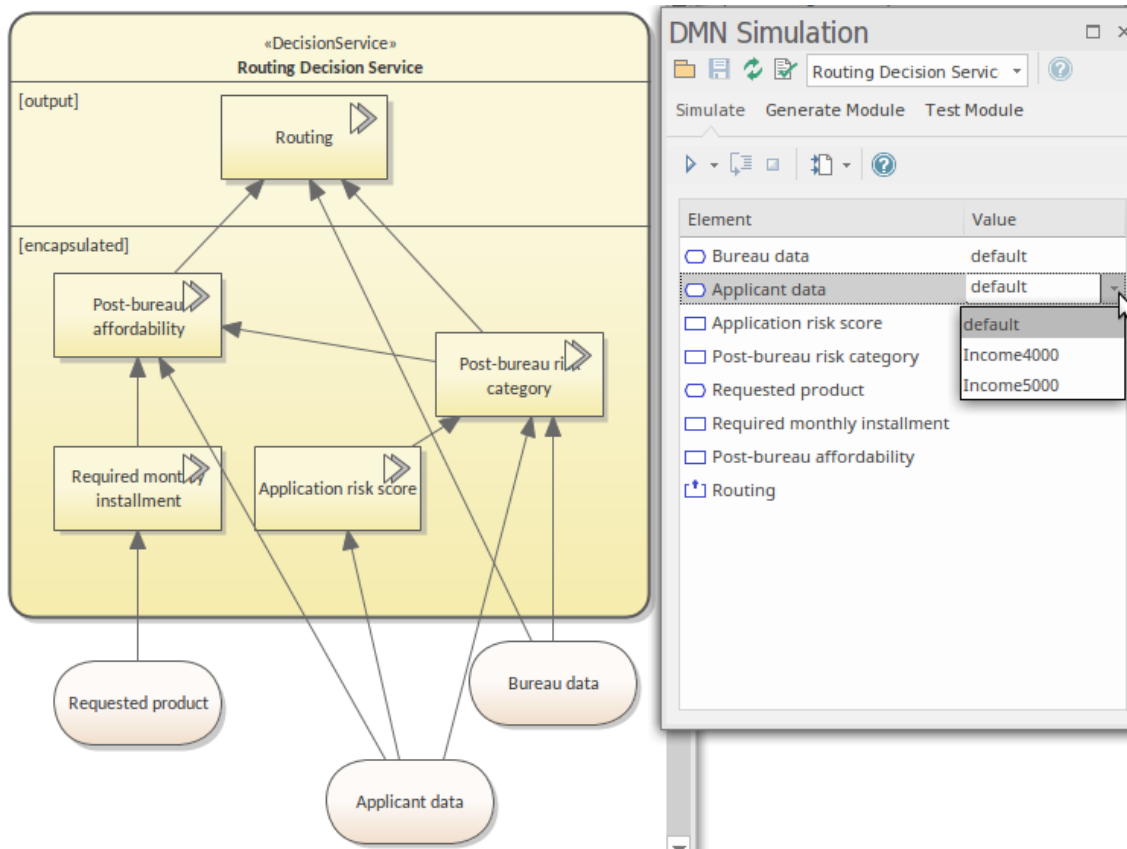 «DecisionService»
Routing Decision Service
[output]
Routing
[encapsulated]
Post-bureau
affordability
Post-bureau risk
category
Required monthly
installment
Application risk score
Requested product
Bureau data
Applicant data
DMN Simulation
Routing Decision Servic
Simulate Generate Module Test Module
Element Value
Bureau data default
Applicant data default
default
Income4000
Income5000
Application risk score
Post-bureau risk category
Requested product
Required monthly installment
Post-bureau affordability
Routing